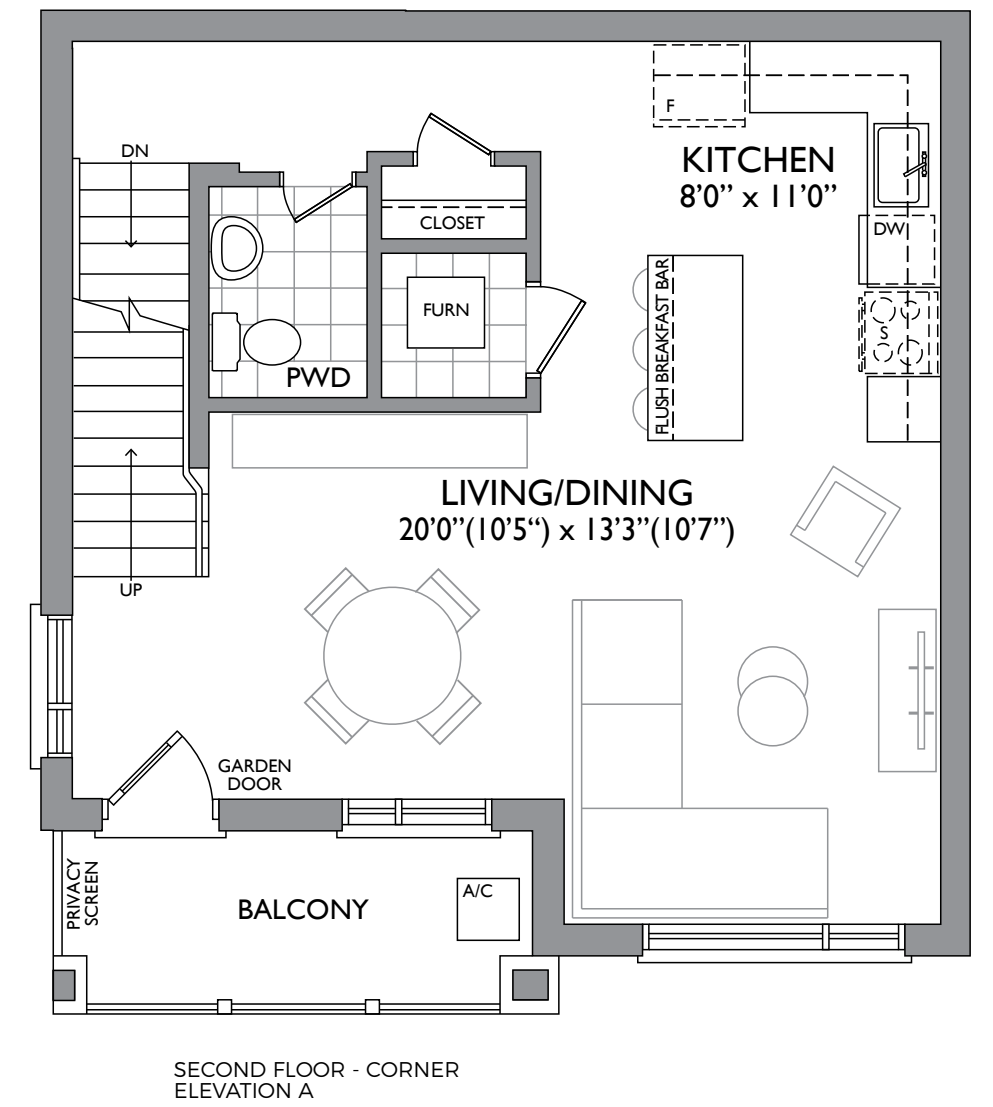 DN
F
KITCHEN
8'0” x 11'0”
CLOSET
DW
FURN
FLUSH BREAKFAST BAR
S
PWD
LIVING/DINING
20'0”(10'5“) x 13'3”(10'7”)
UP
GARDEN
DOOR
PRIVACY
SCREEN
BALCONY
A/C
SECOND FLOOR - CORNER
ELEVATION A